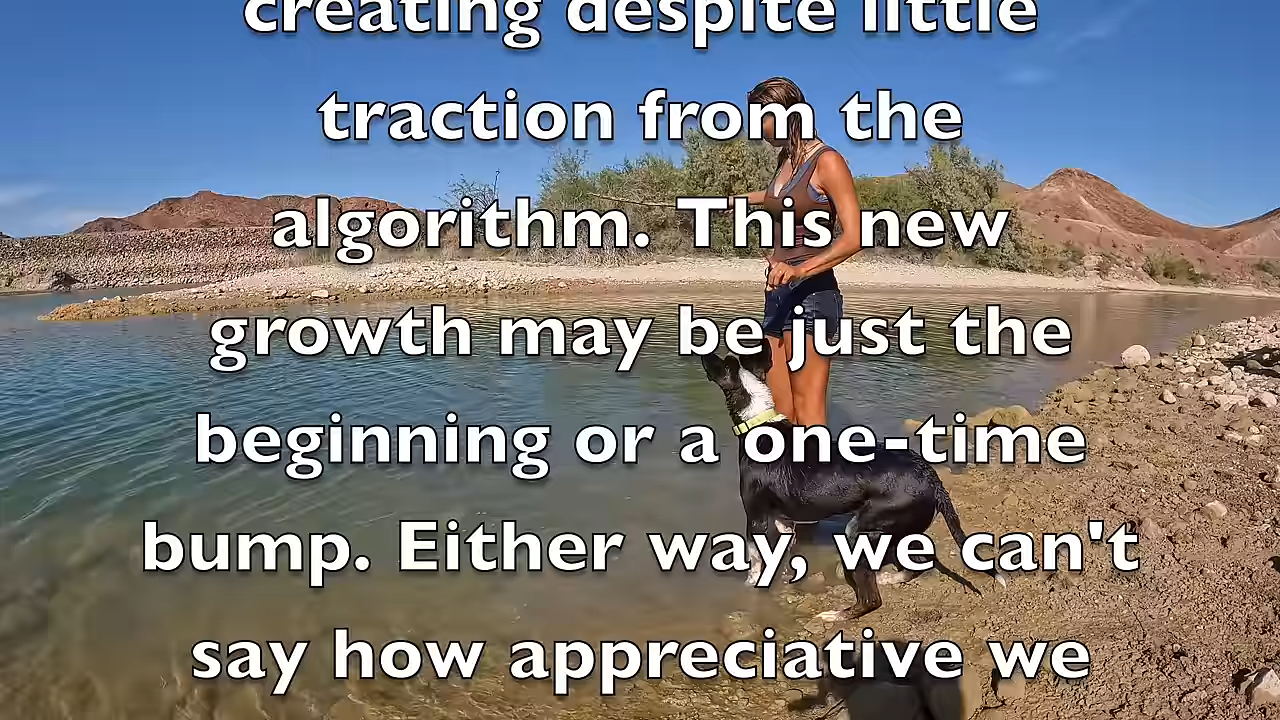 creating despite little
traction from the
algorithm. This new
growth may be just the
beginning or a one-time
bump. Either way, we can't
say how appreciative we